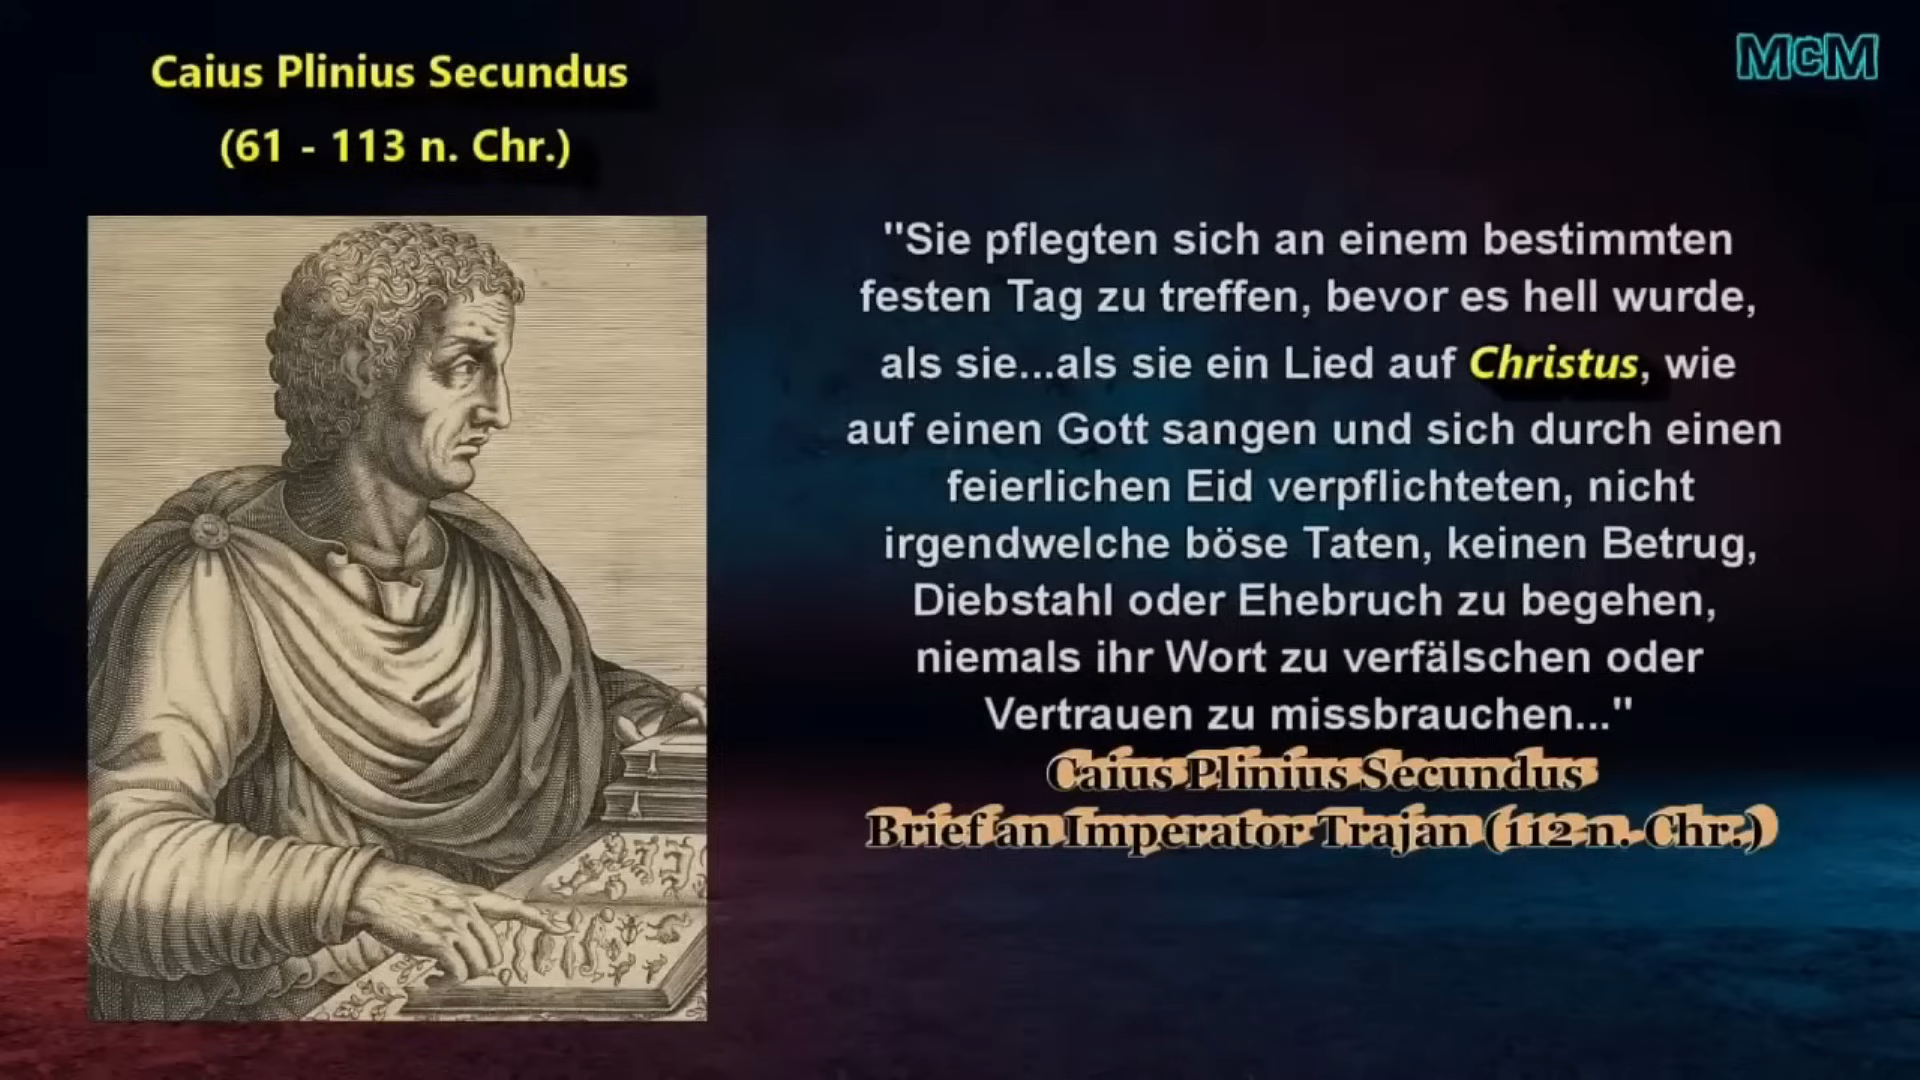 Caius Plinius Secundus
(61 - 113 n. Chr.)
McM
"Sie pflegten sich an einem bestimmten
festen Tag zu treffen, bevor es hell wurde,
als sie...als sie ein Lied auf Christus, wie
auf einen Gott sangen und sich durch einen
feierlichen Eid verpflichteten, nicht
irgendwelche böse Taten, keinen Betrug,
Diebstahl oder Ehebruch zu begehen,
niemals ihr Wort zu verfälschen oder
Vertrauen zu missbrauchen..."
Caius Plinius Secundus
Brief an Imperator Trajan (112 n. Chr.)